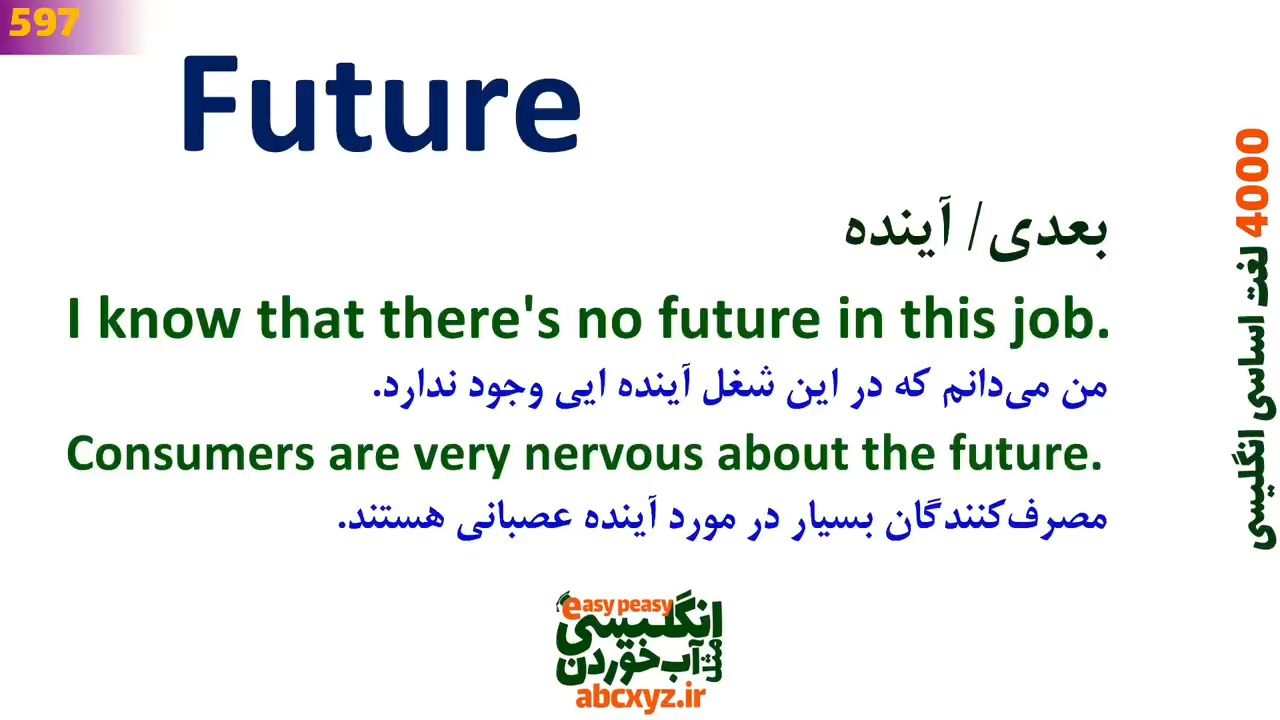 597
Future
بعدی/ آینده
I know that there's no future in this job.
من می‌دانم که در این شغل آینده ایی وجود ندارد.
Consumers are very nervous about the future.
مصرف‌کنندگان بسیار در مورد آینده عصبانی هستند.
4000 لغت اساسی انگلیسی
easy peasy
انگلیسی
مثل آب خوردن
abcxyz.ir